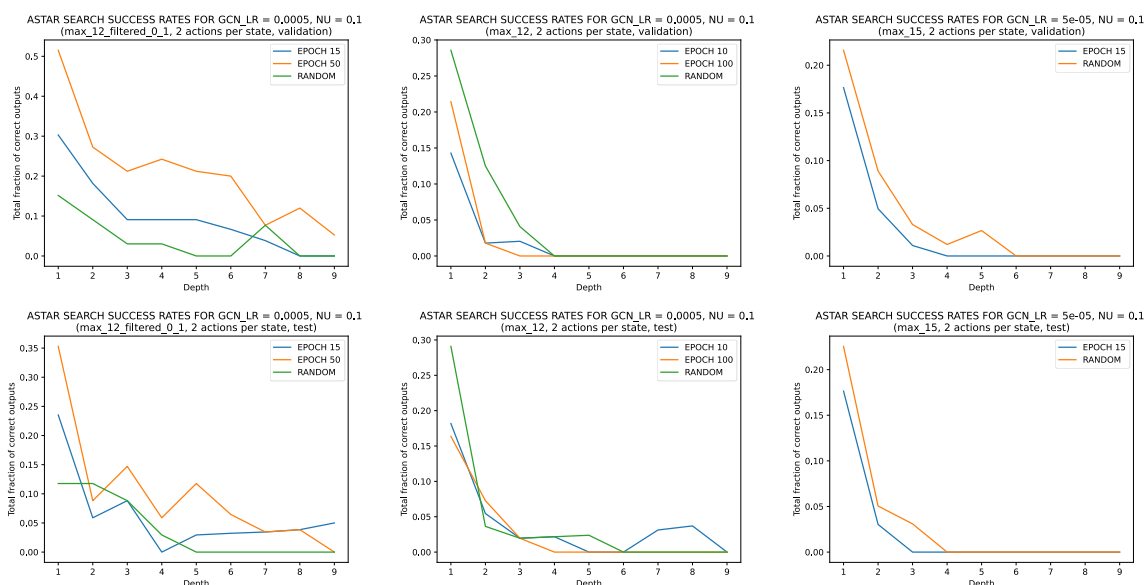 ASTAR SEARCH SUCCESS RATES FOR GCN_LR = 0.0005, NU = 0.1
(max_12_filtered_0_1, 2 actions per state, validation)
EPOCH 15
EPOCH 50
RANDOM
Total fraction of correct outputs
0.5
0.4
0.3
0.2
0.1
0.0
1 2 3 4 5 6 7 8 9
Depth
ASTAR SEARCH SUCCESS RATES FOR GCN_LR = 0.0005, NU = 0.1
(max_12, 2 actions per state, validation)
EPOCH 10
EPOCH 100
RANDOM
Total fraction of correct outputs
0.30
0.25
0.20
0.15
0.10
0.05
0.00
1 2 3 4 5 6 7 8 9
Depth
ASTAR SEARCH SUCCESS RATES FOR GCN_LR = 5e-05, NU = 0.1
(max_15, 2 actions per state, validation)
EPOCH 15
RANDOM
Total fraction of correct outputs
0.20
0.15
0.10
0.05
0.00
1 2 3 4 5 6 7 8 9
Depth
ASTAR SEARCH SUCCESS RATES FOR GCN_LR = 0.0005, NU = 0.1
(max_12_filtered_0_1, 2 actions per state, test)
EPOCH 15
EPOCH 50
RANDOM
Total fraction of correct outputs
0.35
0.30
0.25
0.20
0.15
0.10
0.05
0.00
1 2 3 4 5 6 7 8 9
Depth
ASTAR SEARCH SUCCESS RATES FOR GCN_LR = 0.0005, NU = 0.1
(max_12, 2 actions per state, test)
EPOCH 10
EPOCH 100
RANDOM
Total fraction of correct outputs
0.30
0.25
0.20
0.15
0.10
0.05
0.00
1 2 3 4 5 6 7 8 9
Depth
ASTAR SEARCH SUCCESS RATES FOR GCN_LR = 5e-05, NU = 0.1
(max_15, 2 actions per state, test)
EPOCH 15
RANDOM
Total fraction of correct outputs
0.20
0.15
0.10
0.05
0.00
1 2 3 4 5 6 7 8 9
Depth